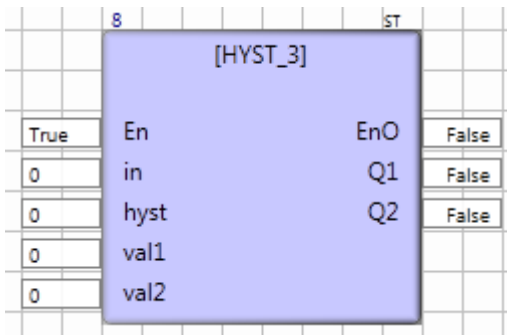 8 ST
[HYST_3]
True En EnO False
0 in Q1 False
0 hyst Q2 False
0 val1
0 val2